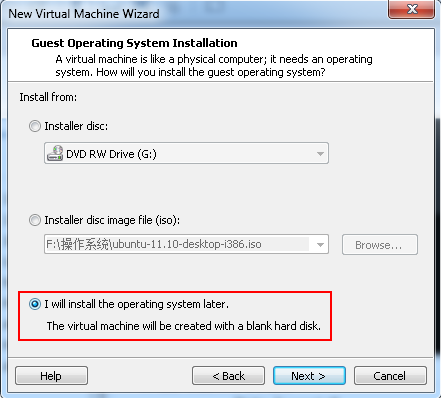 New Virtual Machine Wizard
Guest Operating System Installation
A virtual machine is like a physical computer; it needs an operating
system. How will you install the guest operating system?
Install from:
Installer disc:
DVD RW Drive (G:)
Installer disc image file (iso):
F:\操作系统\ubuntu-11.10-desktop-i386.iso
Browse...
I will install the operating system later.
The virtual machine will be created with a blank hard disk.
Help
< Back
Next >
Cancel